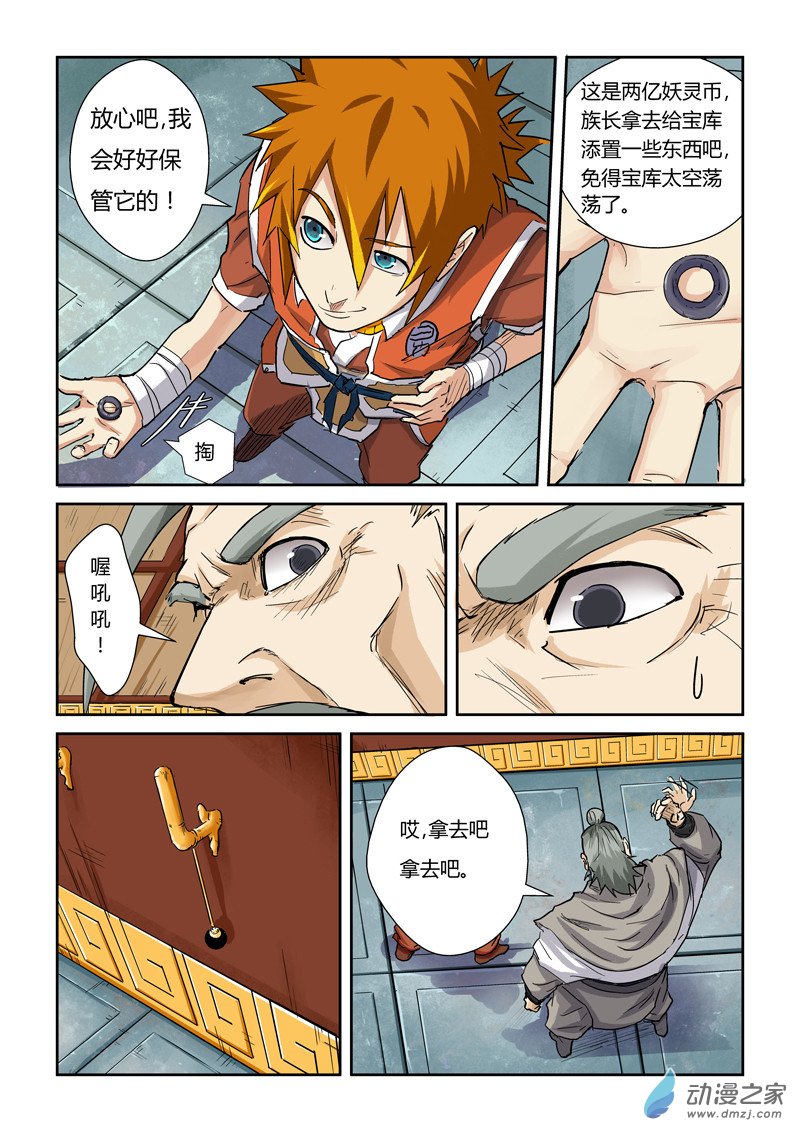 放心吧,我
会好好保
管它的！
掏
这是两亿妖灵币，
族长拿去给宝库
添置一些东西吧，
免得宝库太空荡
荡了。
喔
吼
吼
！
哎,拿去吧
拿去吧。
动漫之家
www.dmzj.com